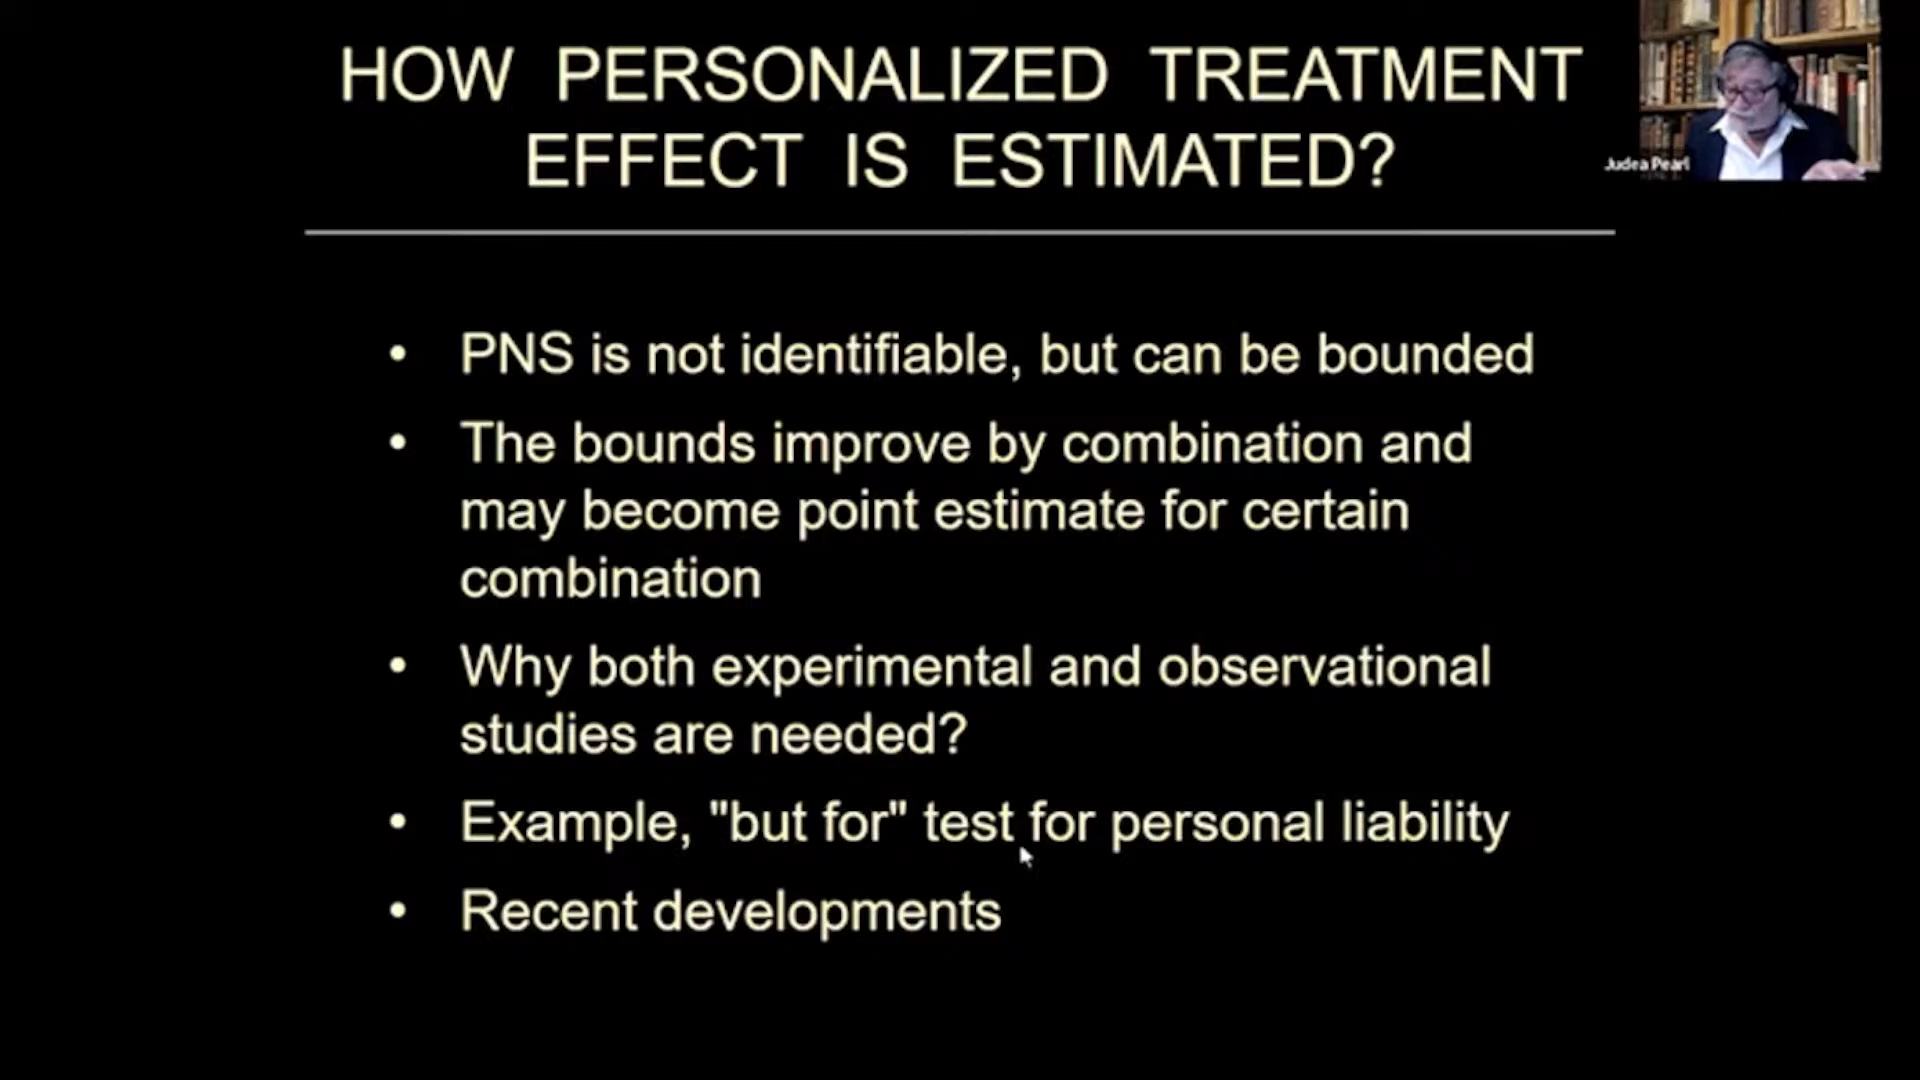 HOW PERSONALIZED TREATMENT
EFFECT IS ESTIMATED?
Judea Pearl
• PNS is not identifiable, but can be bounded
• The bounds improve by combination and
may become point estimate for certain
combination
• Why both experimental and observational
studies are needed?
• Example, "but for" test for personal liability
• Recent developments